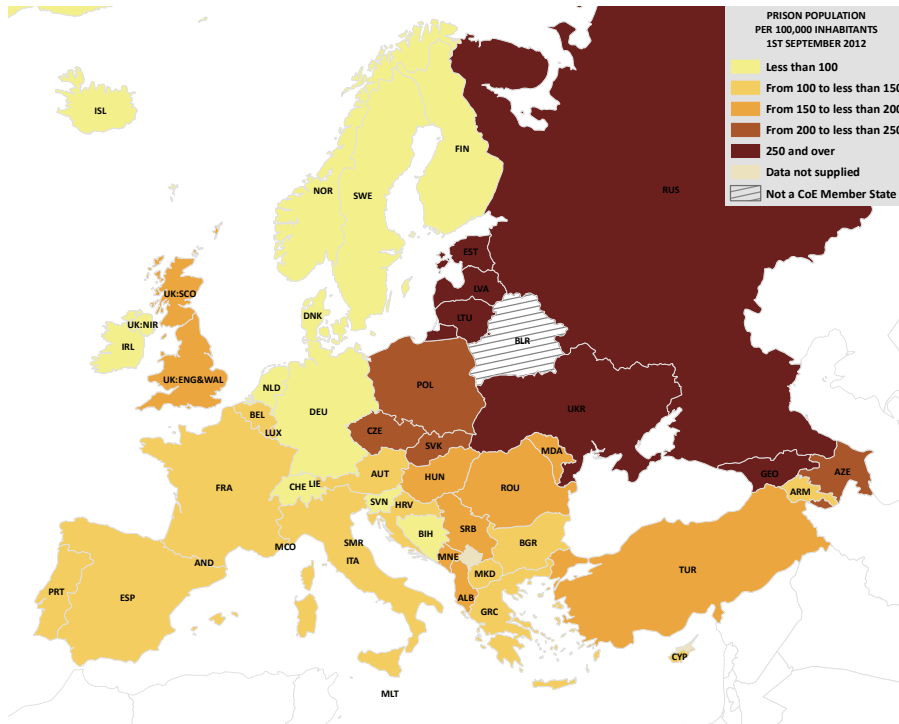 PRISON POPULATION
PER 100,000 INHABITANTS
1ST SEPTEMBER 2012
Less than 100
From 100 to less than 150
From 150 to less than 200
From 200 to less than 250
250 and over
Data not supplied
Not a CoE Member State
ISL
FIN
NOR
SWE
RUS
EST
UK:SCO
LVA
DNK
LTU
UK:NIR
BLR
IRL
UK:ENG&WAL
NLD
POL
DEU
BEL
UKR
LUX
CZE
SVK
MDA
AUT
GEO
AZE
HUN
CHE
LIE
FRA
ROU
ARM
SVN
HRV
SRB
BIH
MCO
SMR
BGR
MNE
ITA
AND
MKD
TUR
PRT
ESP
ALB
GRC
CYP
MLT